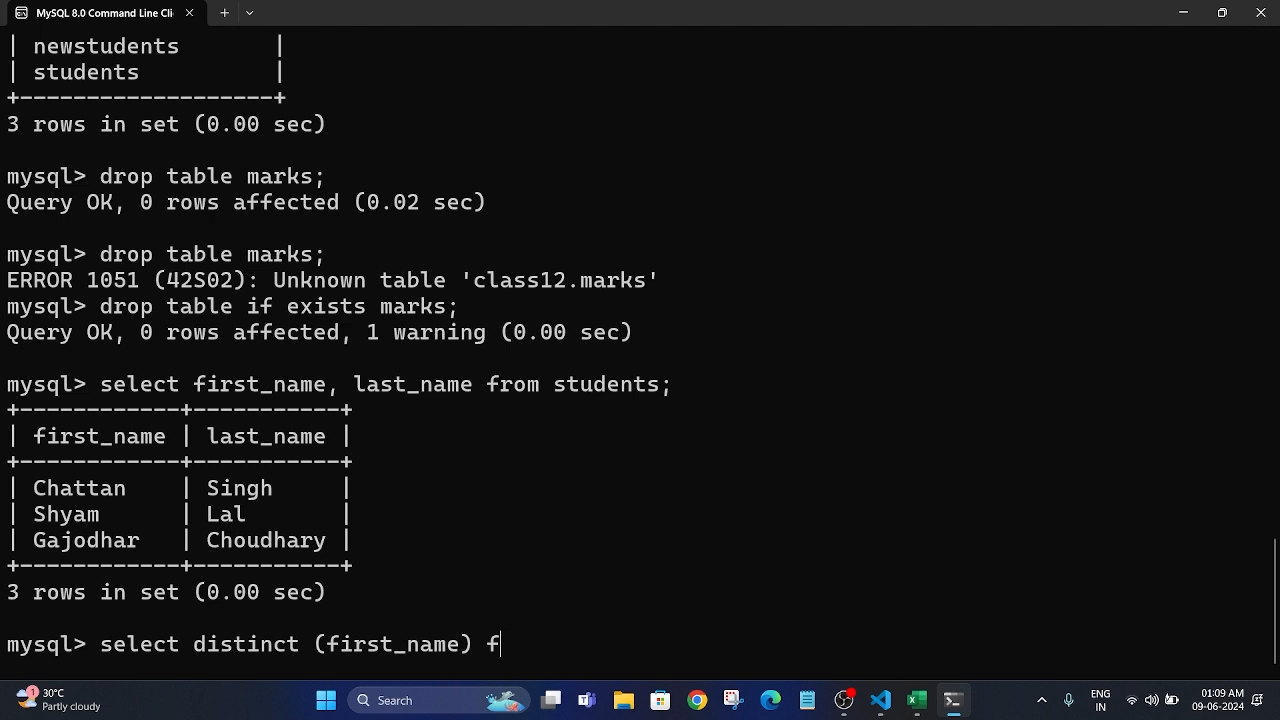 MySQL 8.0 Command Line Cli
| newstudents       |
| students          |
+-------------------+
3 rows in set (0.00 sec)
mysql> drop table marks;
Query OK, 0 rows affected (0.02 sec)
mysql> drop table marks;
ERROR 1051 (42S02): Unknown table 'class12.marks'
mysql> drop table if exists marks;
Query OK, 0 rows affected, 1 warning (0.00 sec)
mysql> select first_name, last_name from students;
+------------+-----------+
| first_name | last_name |
+------------+-----------+
| Chattan    | Singh     |
| Shyam      | Lal       |
| Gajodhar   | Choudhary |
+------------+-----------+
3 rows in set (0.00 sec)
mysql> select distinct (first_name) f
1
30°C
Partly cloudy
Search
ENG
IN
01:09 AM
09-06-2024